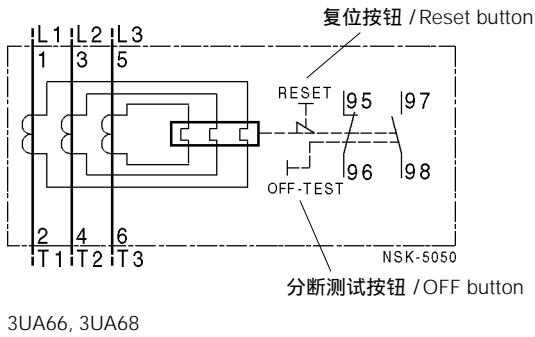 复位按钮 / Reset button
L1 L2 L3
1 3 5
RESET 95 97
96 98
OFF-TEST
2 4 6
T1 T2 T3
NSK-5050
分断测试按钮 / OFF button
3UA66, 3UA68